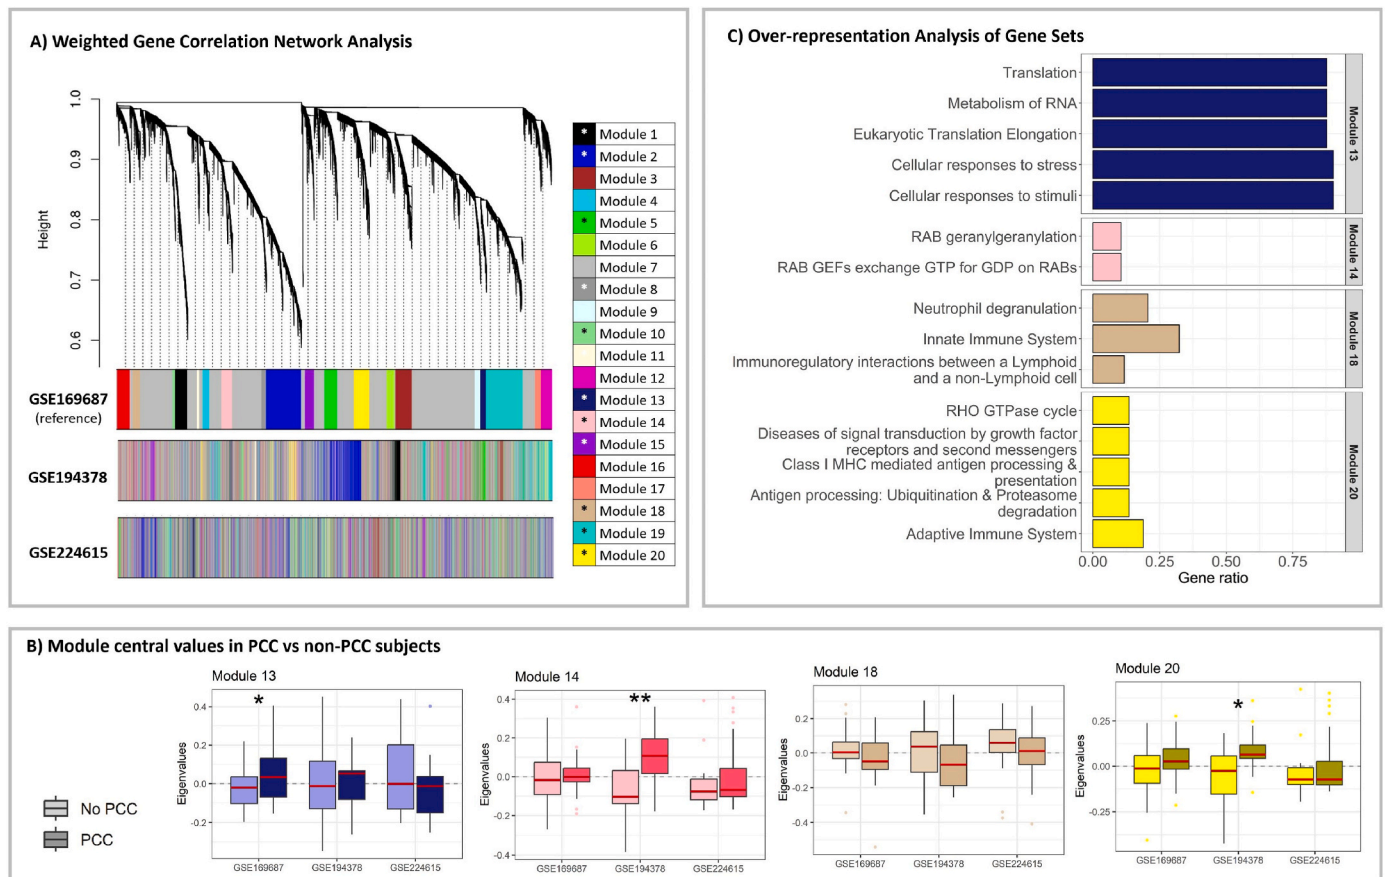 A) Weighted Gene Correlation Network Analysis
Height
1.0
0.9
0.8
0.7
0.6
GSE169687
(reference)
GSE194378
GSE224615
* Module 1
* Module 2
Module 3
Module 4
* Module 5
Module 6
Module 7
* Module 8
Module 9
* Module 10
Module 11
Module 12
* Module 13
* Module 14
* Module 15
Module 16
Module 17
* Module 18
* Module 19
* Module 20
C) Over-representation Analysis of Gene Sets
Translation
Metabolism of RNA
Eukaryotic Translation Elongation
Cellular responses to stress
Cellular responses to stimuli
Module 13
RAB geranylgeranylation
RAB GEFs exchange GTP for GDP on RABs
Module 14
Neutrophil degranulation
Innate Immune System
Immunoregulatory interactions between a Lymphoid
and a non-Lymphoid cell
Module 18
RHO GTPase cycle
Diseases of signal transduction by growth factor
receptors and second messengers
Class I MHC mediated antigen processing &
presentation
Antigen processing: Ubiquitination & Proteasome
degradation
Adaptive Immune System
Module 20
0.00 0.25 0.50 0.75
Gene ratio
B) Module central values in PCC vs non-PCC subjects
No PCC
PCC
Module 13
Eigenvalues
0.4
0.2
0.0
-0.2
*
GSE169687 GSE194378 GSE224615
Module 14
Eigenvalues
0.4
0.2
0.0
-0.2
-0.4
**
GSE169687 GSE194378 GSE224615
Module 18
Eigenvalues
0.2
0.0
-0.2
-0.4
GSE169687 GSE194378 GSE224615
Module 20
Eigenvalues
0.25
0.00
-0.25
*
GSE169687 GSE194378 GSE224615